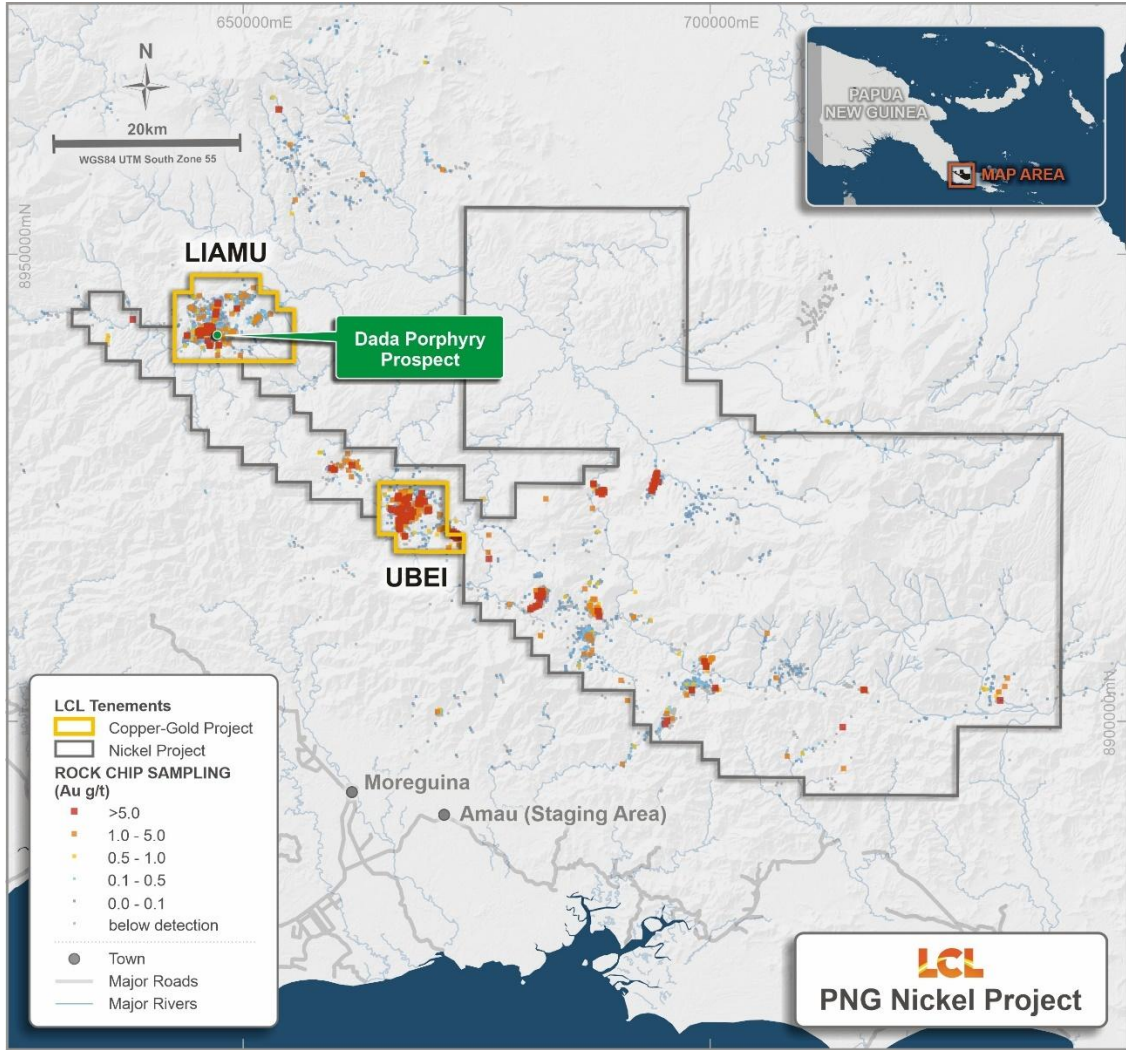 650000mE
700000mE
N
20km
WGS84 UTM South Zone 55
PAPUA
NEW GUINEA
MAP AREA
8950000mN
LIAMU
Dada Porphyry
Prospect
UBEI
8900000mN
LCL Tenements
Copper-Gold Project
Nickel Project
ROCK CHIP SAMPLING
(Au g/t)
>5.0
1.0 - 5.0
0.5 - 1.0
0.1 - 0.5
0.0 - 0.1
below detection
Town
Major Roads
Major Rivers
Moreguina
Amau (Staging Area)
LCL
PNG Nickel Project